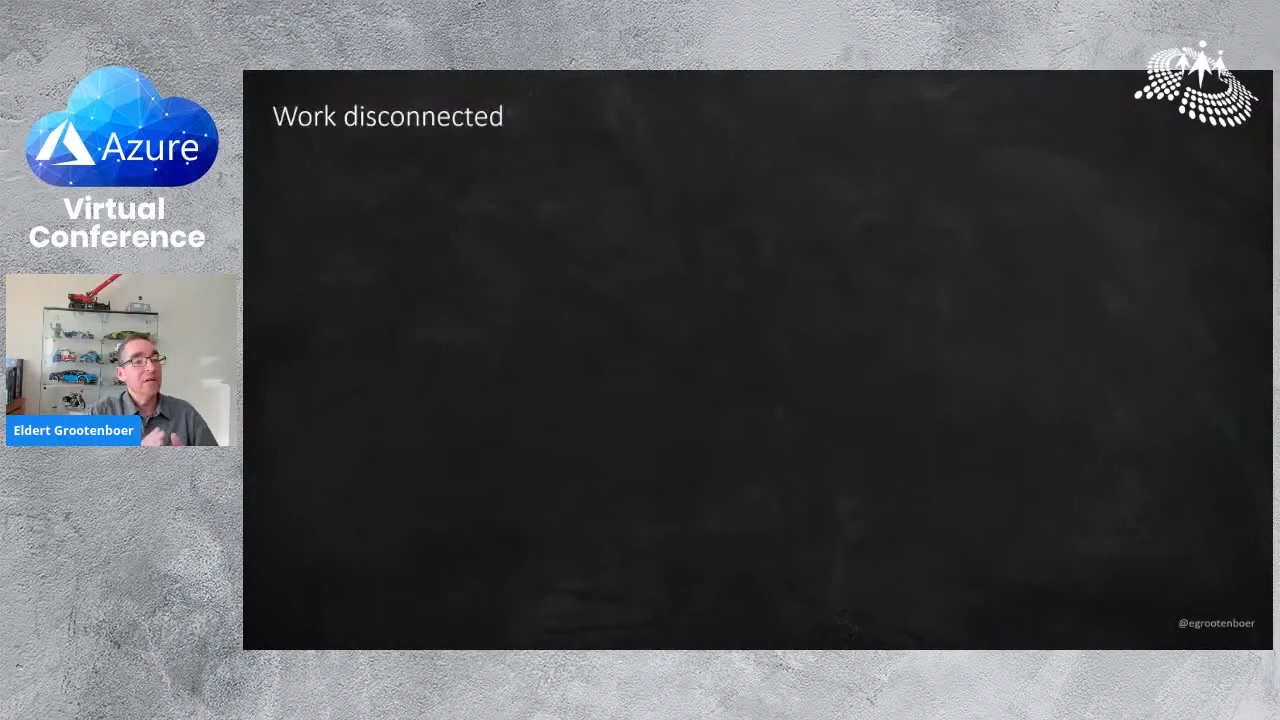 Azure
Virtual
Conference
Eldert Grootenboer
Work disconnected
@egrootenboer